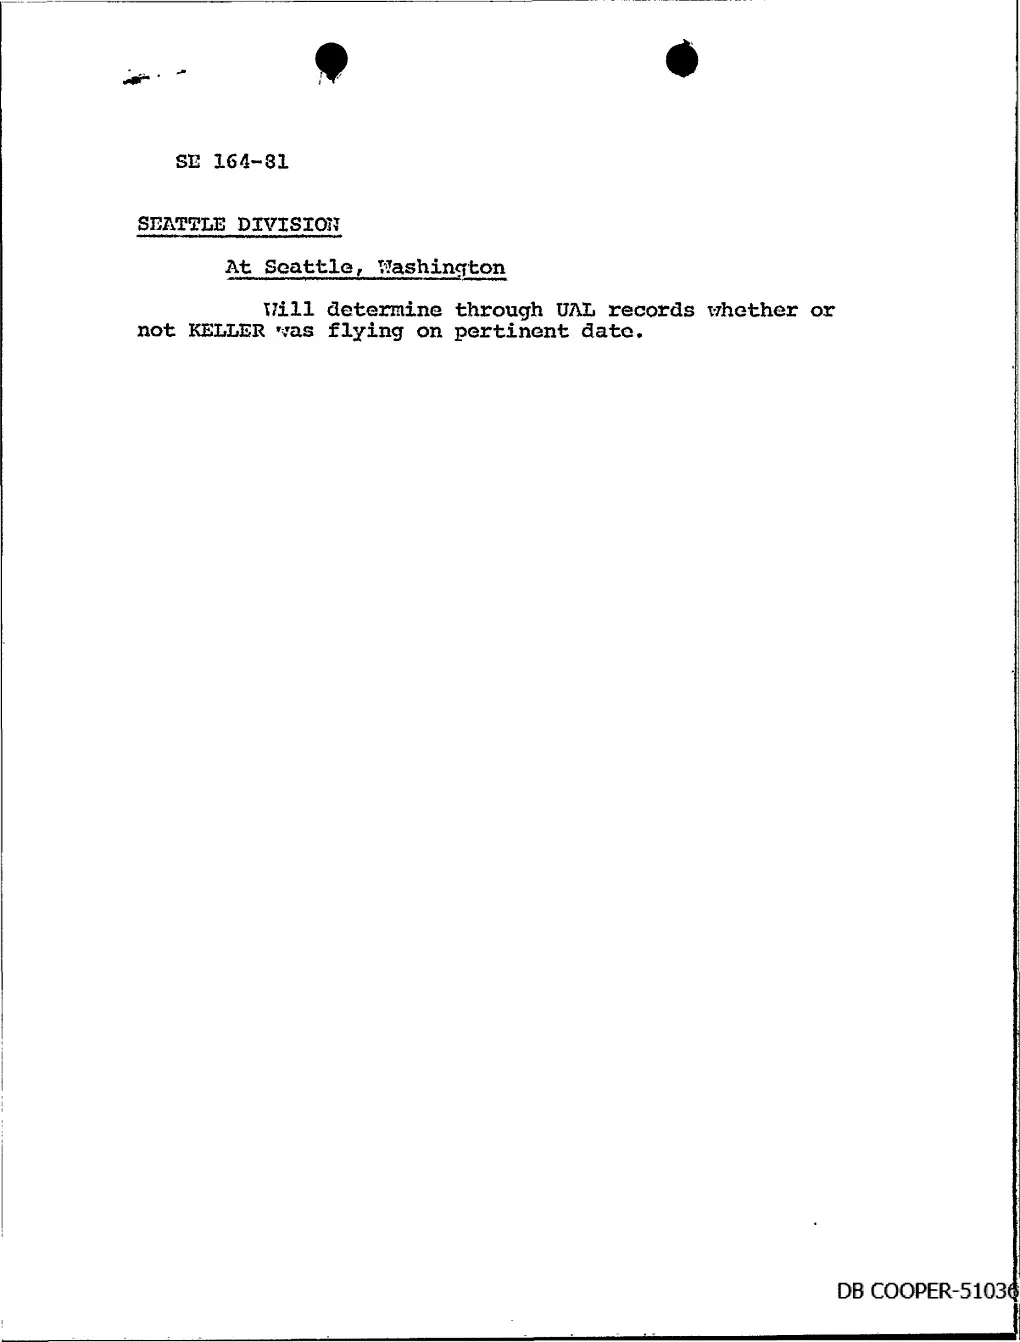 SE 164-81
SEATTLE DIVISION
At Seattle, Washington
Will determine through UAL records whether or
not KELLER was flying on pertinent date.
DB COOPER-51036